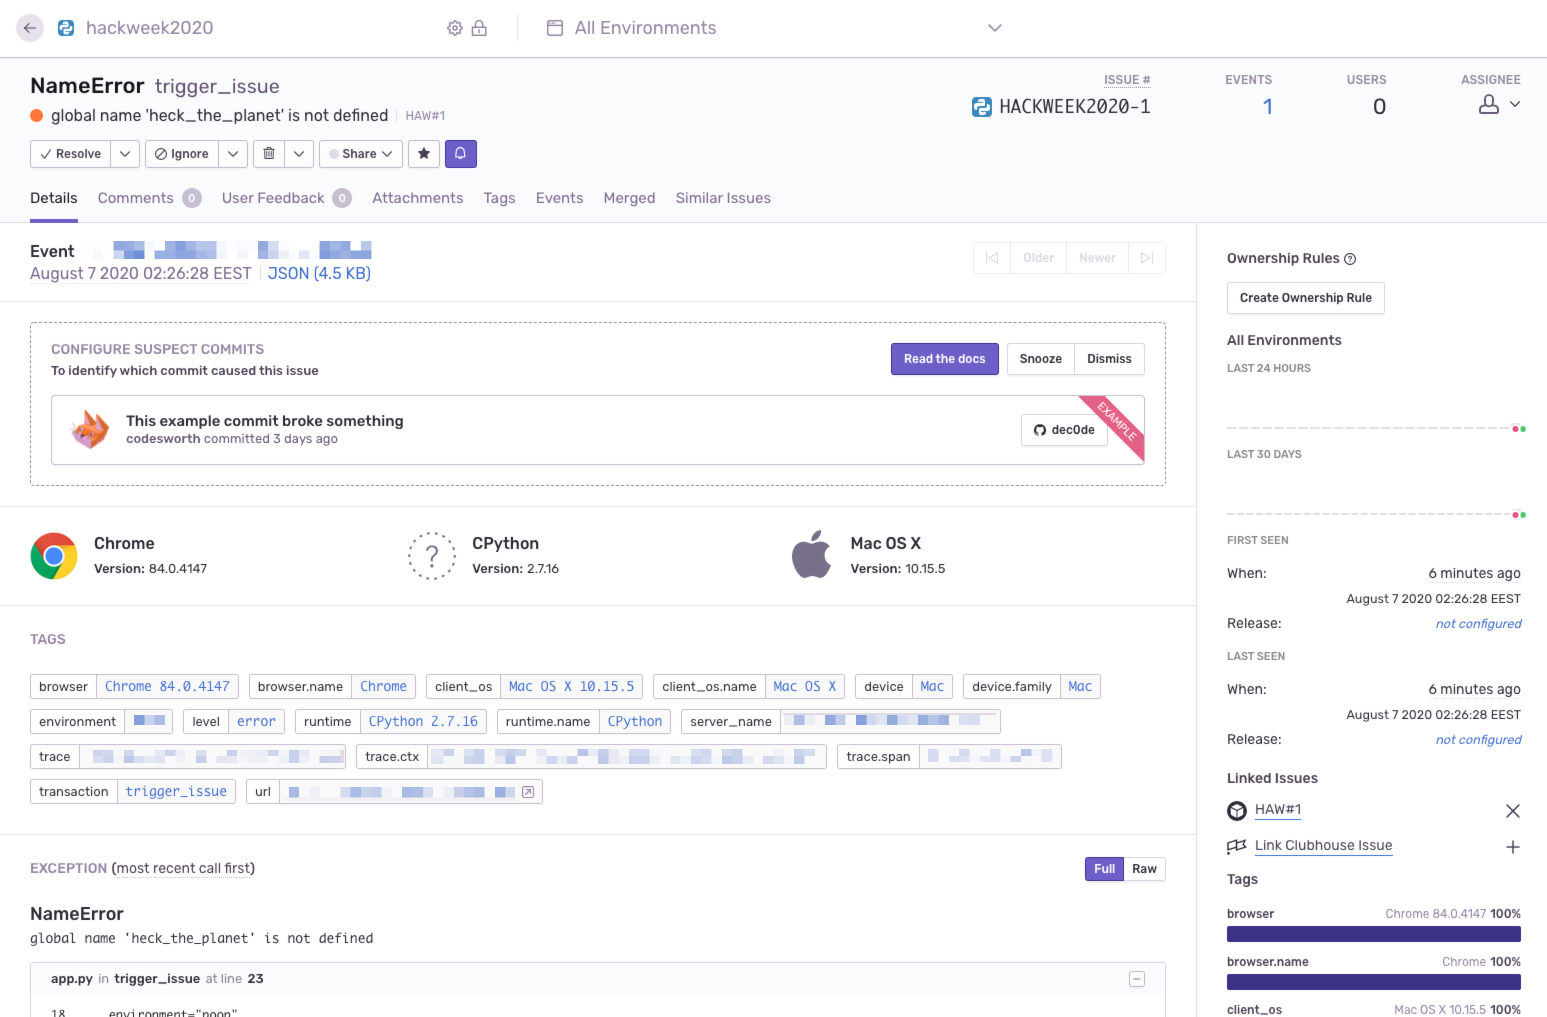 hackweek2020
All Environments
NameError trigger_issue
global name 'heck_the_planet' is not defined HAW#1
ISSUE #
HACKWEEK2020-1
EVENTS
1
USERS
0
ASSIGNEE
Resolve
Ignore
Share
Details Comments 0 User Feedback 0 Attachments Tags Events Merged Similar Issues
Event
August 7 2020 02:26:28 EEST JSON (4.5 KB)
Older Newer
CONFIGURE SUSPECT COMMITS
To identify which commit caused this issue
Read the docs Snooze Dismiss
This example commit broke something
codesworth committed 3 days ago
dec0de
EXAMPLE
Chrome
Version: 84.0.4147
?
CPython
Version: 2.7.16
Mac OS X
Version: 10.15.5
TAGS
browser Chrome 84.0.4147 browser.name Chrome client_os Mac OS X 10.15.5 client_os.name Mac OS X device Mac device.family Mac
environment level error runtime CPython 2.7.16 runtime.name CPython server_name
trace trace.ctx trace.span
transaction trigger_issue url
EXCEPTION (most recent call first)
Full Raw
NameError
global name 'heck_the_planet' is not defined
app.py in trigger_issue at line 23
18 environment="noon"
Ownership Rules ?
Create Ownership Rule
All Environments
LAST 24 HOURS
LAST 30 DAYS
FIRST SEEN
When: 6 minutes ago
August 7 2020 02:26:28 EEST
Release: not configured
LAST SEEN
When: 6 minutes ago
August 7 2020 02:26:28 EEST
Release: not configured
Linked Issues
HAW#1
Link Clubhouse Issue
Tags
browser Chrome 84.0.4147 100%
browser.name Chrome 100%
client_os Mac OS X 10.15.5 100%